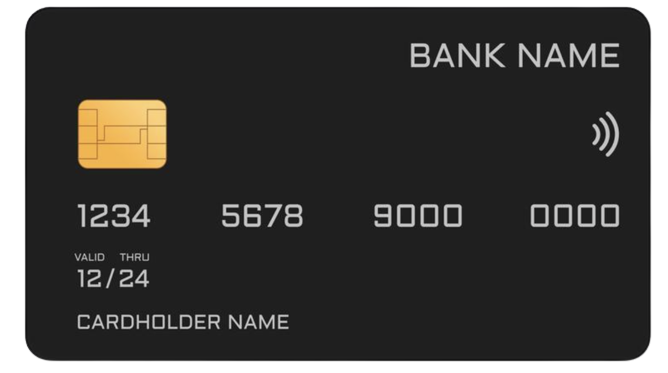 BANK NAME
1234 5678 9000 0000
VALID THRU
12/24
CARDHOLDER NAME